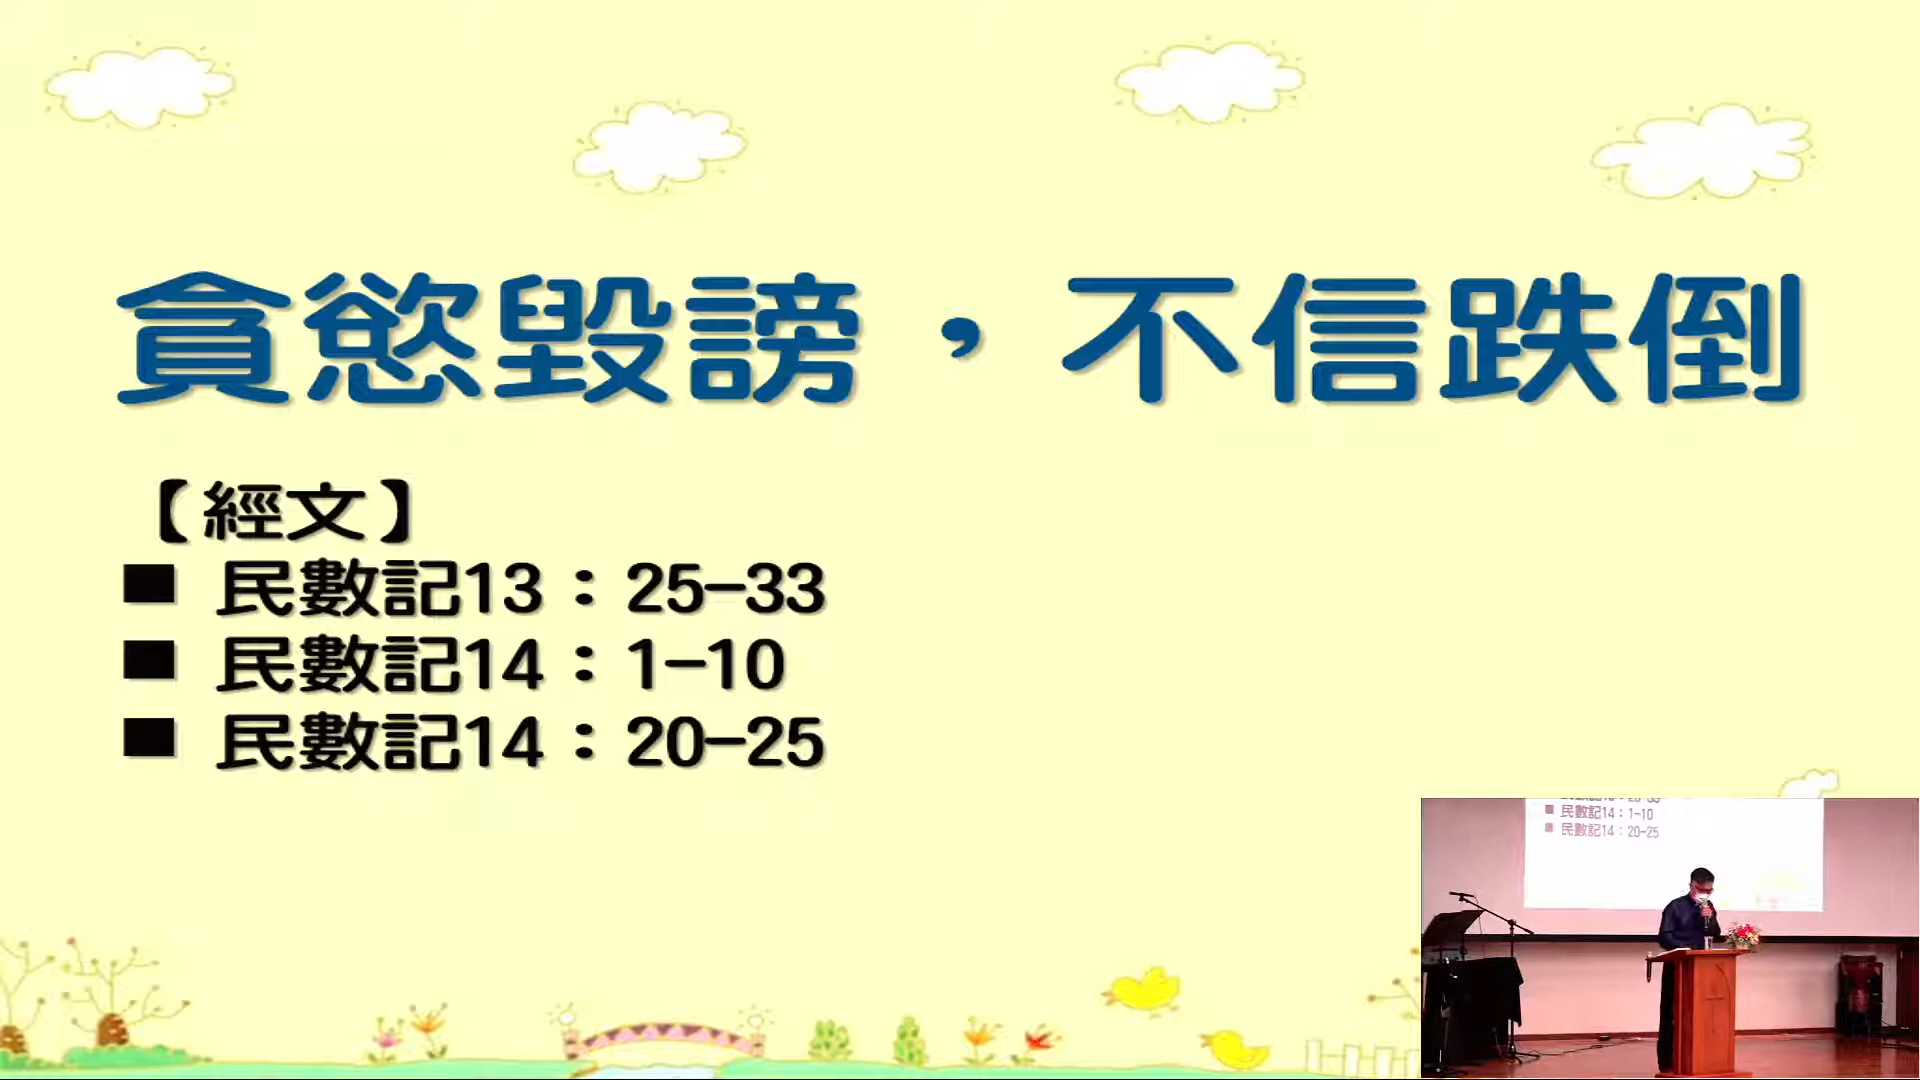 貪慾毀謗，不信跌倒
【經文】
■ 民數記13：25-33
■ 民數記14：1-10
■ 民數記14：20-25
■ 民數記14：1-10
■ 民數記14：20-25